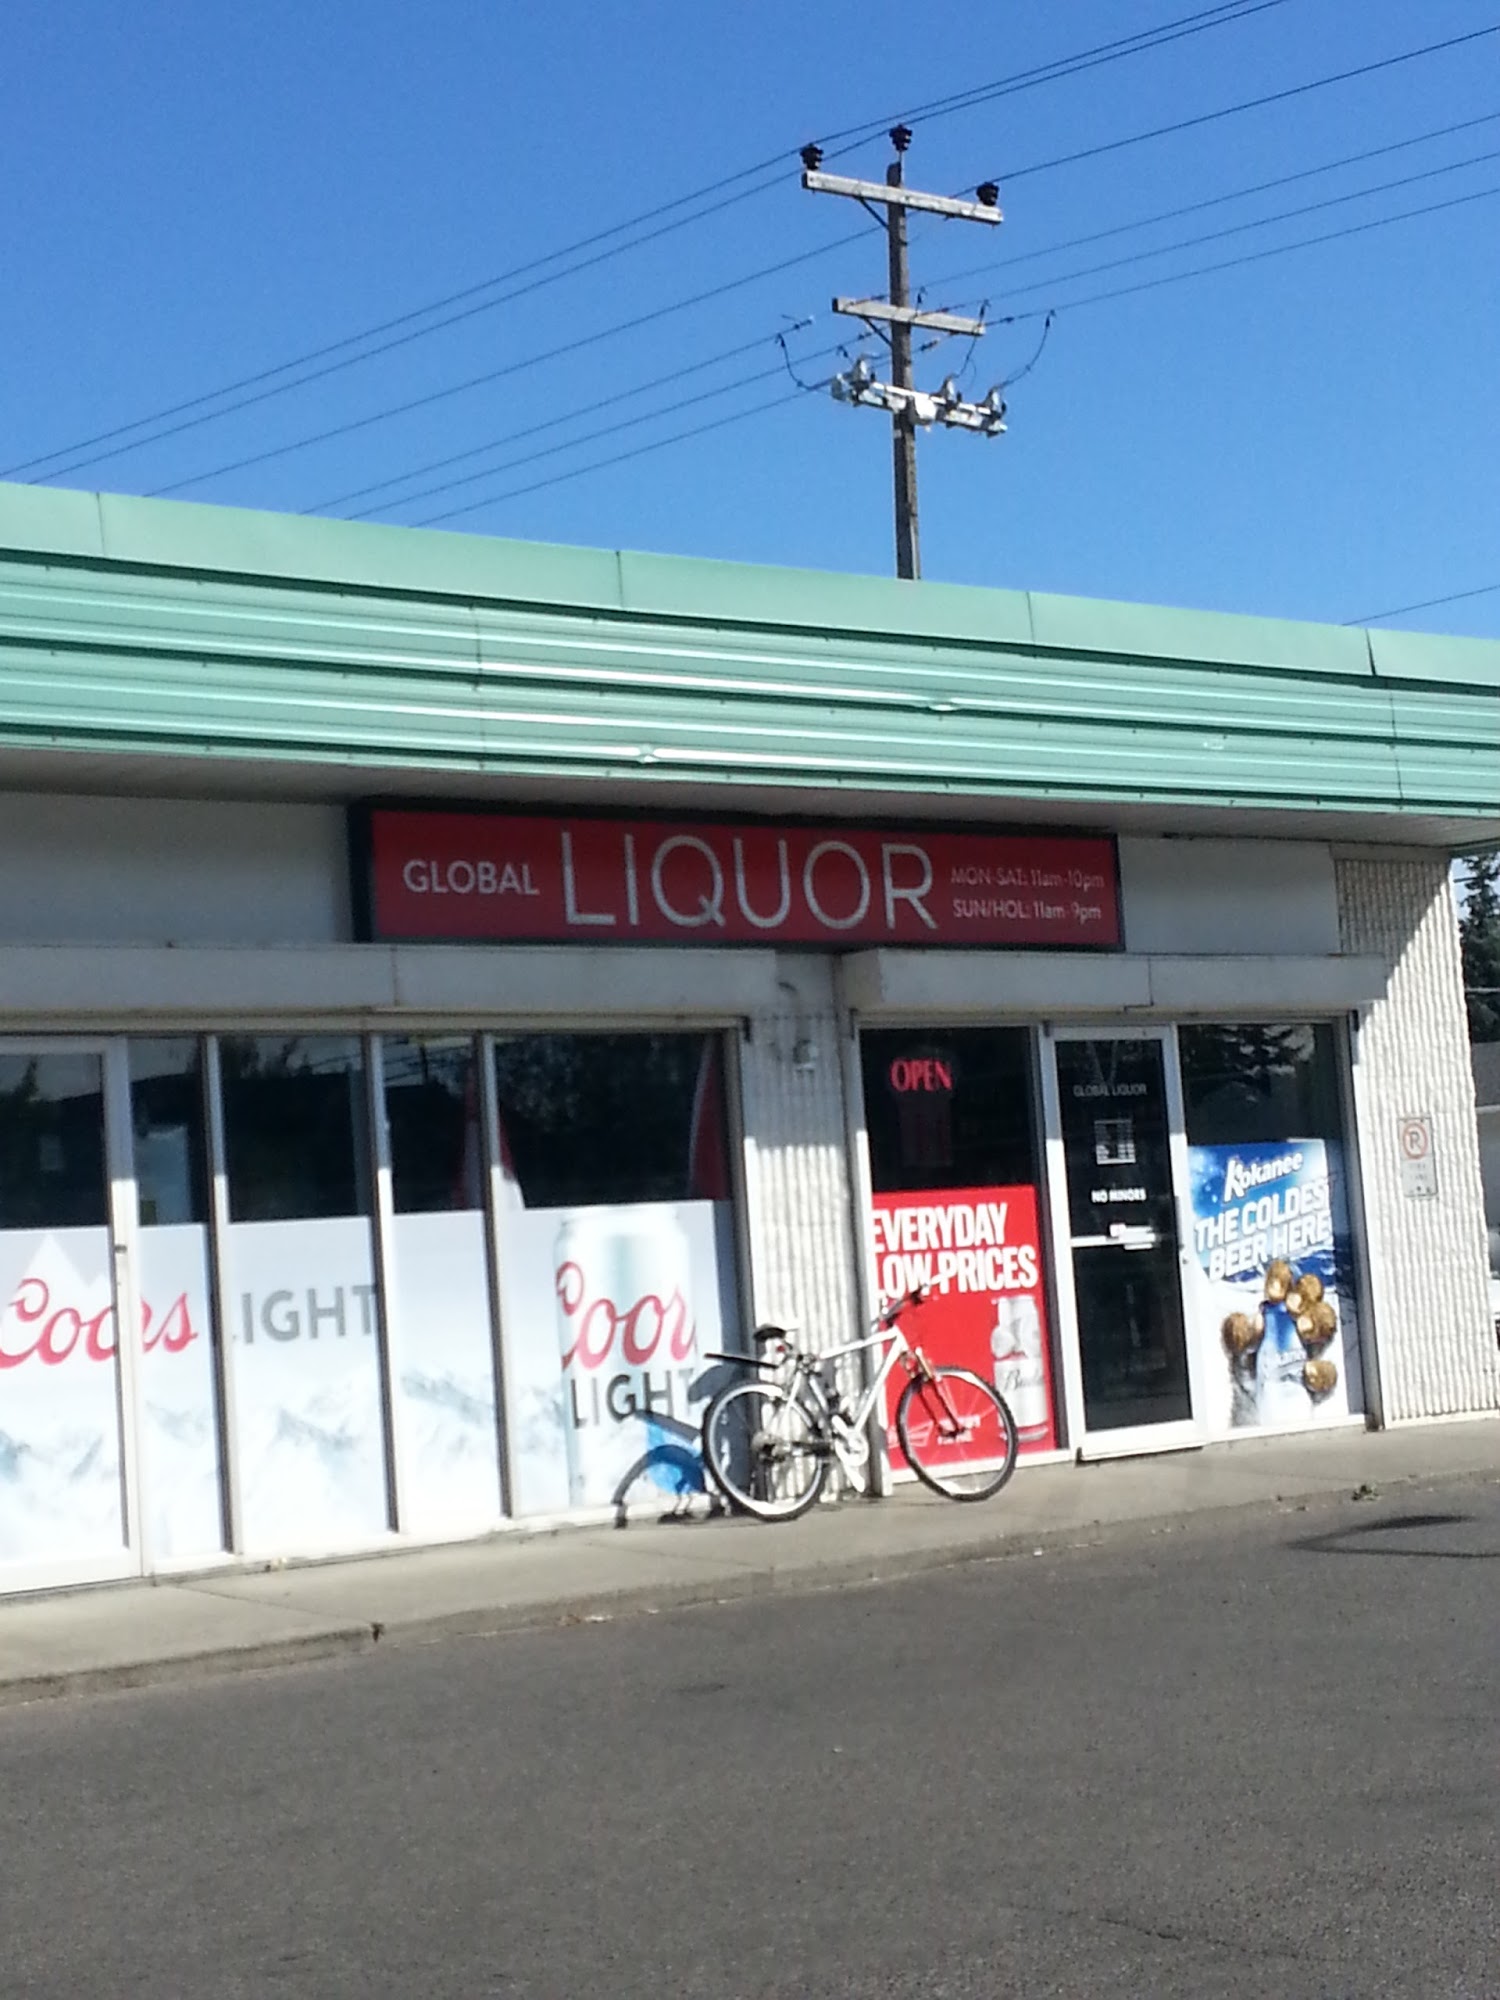 GLOBAL LIQUOR
MON-SAT: 11am-10pm
SUN/HOL: 11am-9pm
OPEN
GLOBAL LIQUOR
NO MINORS
EVERYDAY
LOW PRICES
Kokanee
THE COLDEST
BEER HERE
Coors LIGHT
Coors
LIGHT